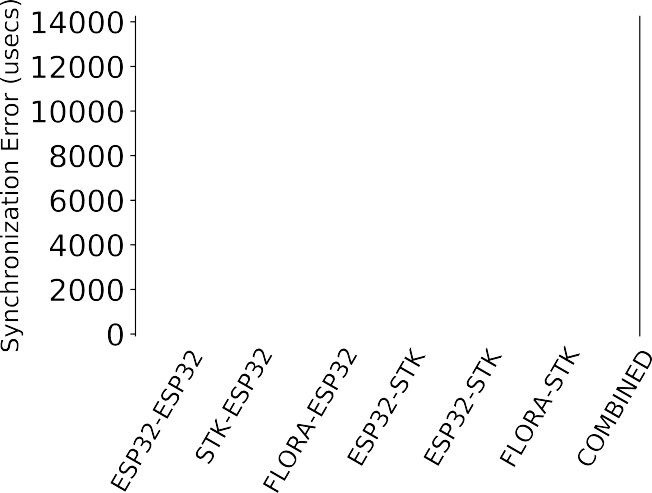 Synchronization Error (usecs)
14000
12000
10000
8000
6000
4000
2000
0
ESP32-ESP32
STK-ESP32
FLORA-ESP32
ESP32-STK
ESP32-STK
FLORA-STK
COMBINED